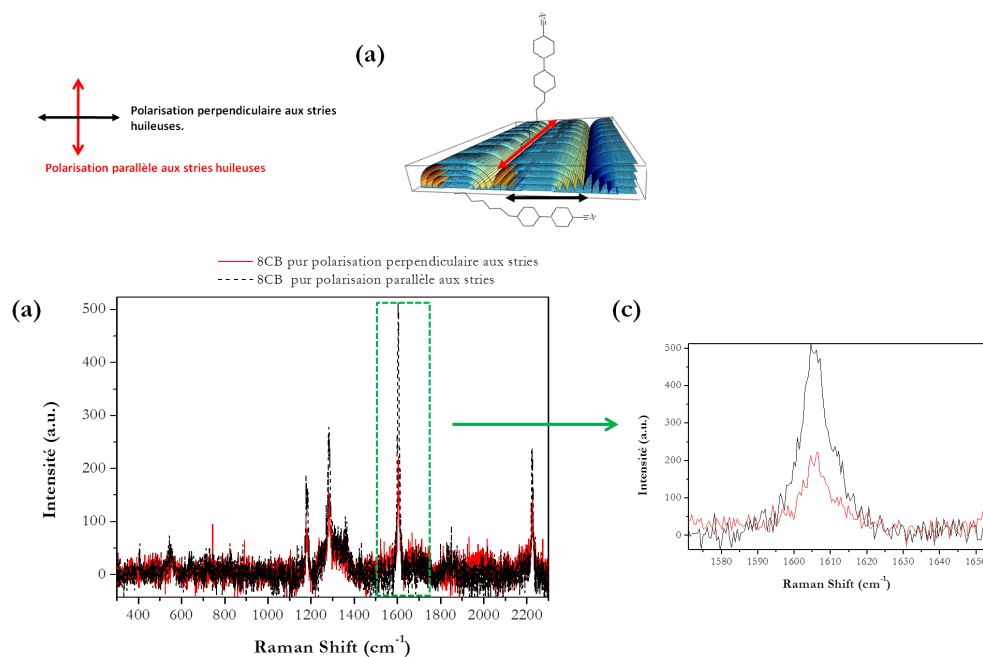 (a)
Polarisation perpendiculaire aux stries
huileuses.
Polarisation parallèle aux stries huileuses
N
N
8CB pur polarisation perpendiculaire aux stries
8CB pur polarisaion parallèle aux stries
(a)
500
400
300
200
100
0
Intensité (a.u.)
400 600 800 1000 1200 1400 1600 1800 2000 2200
Raman Shift (cm⁻¹)
(c)
500
400
300
200
100
0
Intensité (a.u.)
1580 1590 1600 1610 1620 1630 1640 1650
Raman Shift (cm⁻¹)